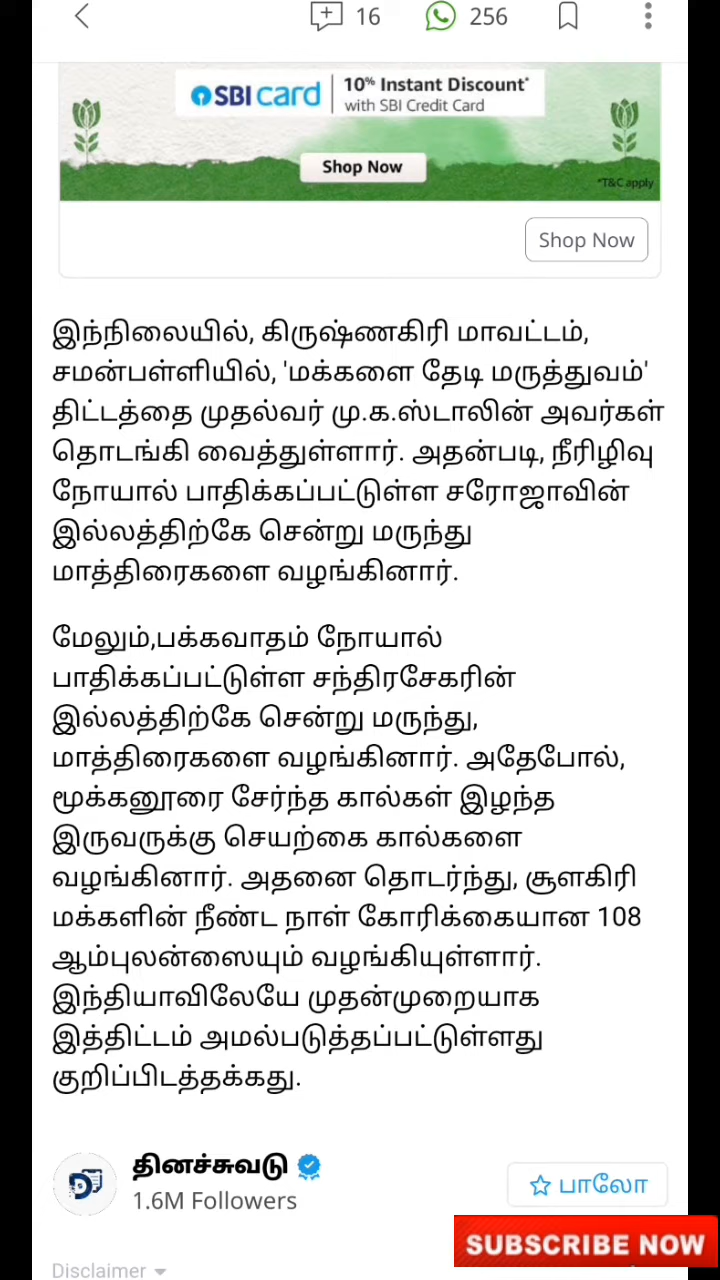 16
256
SBI card
10% Instant Discount*
with SBI Credit Card
Shop Now
*T&C apply
Shop Now
இந்நிலையில், கிருஷ்ணகிரி மாவட்டம்,
சமன்பள்ளியில், 'மக்களை தேடி மருத்துவம்'
திட்டத்தை முதல்வர் மு.க.ஸ்டாலின் அவர்கள்
தொடங்கி வைத்துள்ளார். அதன்படி, நீரிழிவு
நோயால் பாதிக்கப்பட்டுள்ள சரோஜாவின்
இல்லத்திற்கே சென்று மருந்து
மாத்திரைகளை வழங்கினார்.
மேலும்,பக்கவாதம் நோயால்
பாதிக்கப்பட்டுள்ள சந்திரசேகரின்
இல்லத்திற்கே சென்று மருந்து,
மாத்திரைகளை வழங்கினார். அதேபோல்,
மூக்கனூரை சேர்ந்த கால்கள் இழந்த
இருவருக்கு செயற்கை கால்களை
வழங்கினார். அதனை தொடர்ந்து, சூளகிரி
மக்களின் நீண்ட நாள் கோரிக்கையான 108
ஆம்புலன்ஸையும் வழங்கியுள்ளார்.
இந்தியாவிலேயே முதன்முறையாக
இத்திட்டம் அமல்படுத்தப்பட்டுள்ளது
குறிப்பிடத்தக்கது.
தினச்சுவடு
1.6M Followers
பாலோ
SUBSCRIBE NOW
Disclaimer